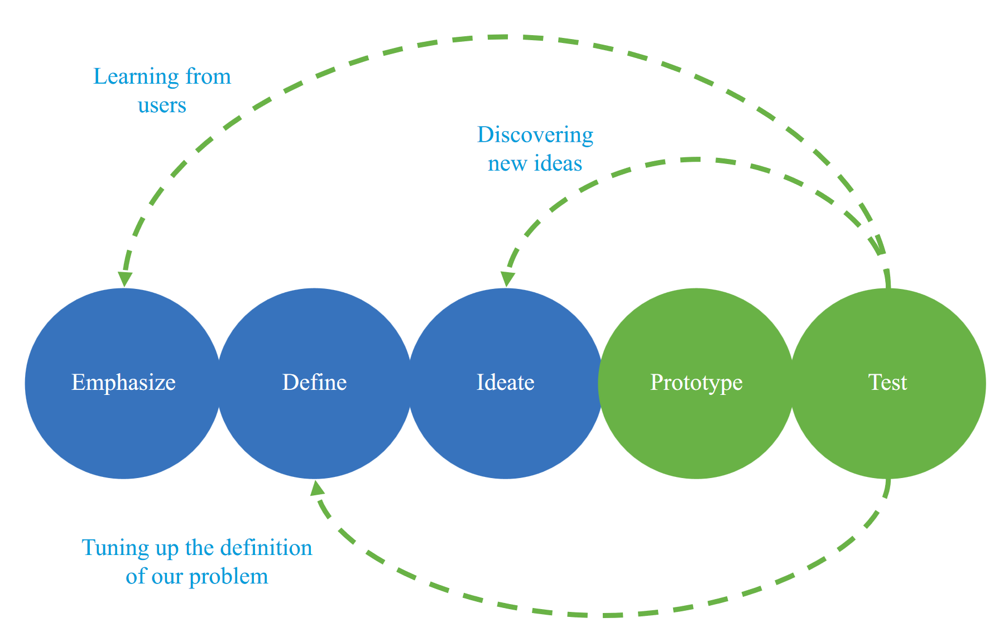 Learning from
users
Discovering
new ideas
Emphasize
Define
Ideate
Prototype
Test
Tuning up the definition
of our problem